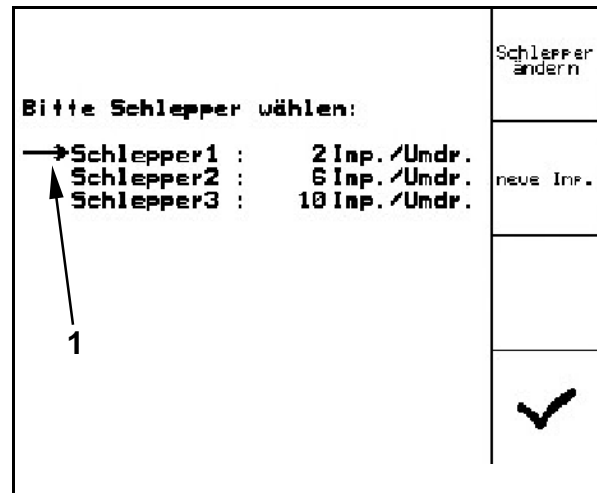 Bitte Schlepper wählen:
Schlepper1 : 2 Imp./Umdr.
Schlepper2 : 6 Imp./Umdr.
Schlepper3 : 10 Imp./Umdr.
1
Schlepper
ändern
neue Imp.